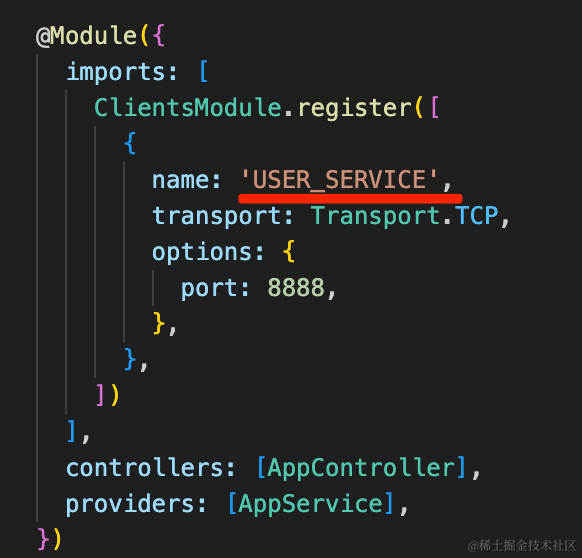 @Module({
  imports: [
    ClientsModule.register([
      {
        name: 'USER_SERVICE',
        transport: Transport.TCP,
        options: {
          port: 8888,
        },
      },
    ])
  ],
  controllers: [AppController],
  providers: [AppService],
})
@稀土掘金技术社区